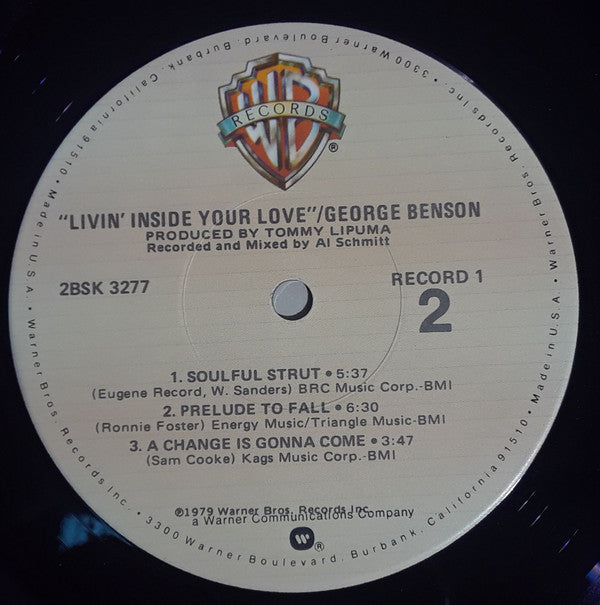 WB
RECORDS
®
"LIVIN' INSIDE YOUR LOVE"/GEORGE BENSON
PRODUCED BY TOMMY LIPUMA
Recorded and Mixed by Al Schmitt
2BSK 3277
RECORD 1
2
1. SOULFUL STRUT • 5:37
(Eugene Record, W. Sanders) BRC Music Corp.-BMI
2. PRELUDE TO FALL • 6:30
(Ronnie Foster) Energy Music/Triangle Music-BMI
3. A CHANGE IS GONNA COME • 3:47
(Sam Cooke) Kags Music Corp.-BMI
℗1979 Warner Bros. Records Inc.
a Warner Communications Company
W ®
Warner Bros. Records Inc. • 3300 Warner Boulevard, Burbank, California 91510 • Made in U.S.A. • Warner Bros. Records Inc. • 3300 Warner Boulevard, Burbank, California 91510 • Made in U.S.A. •